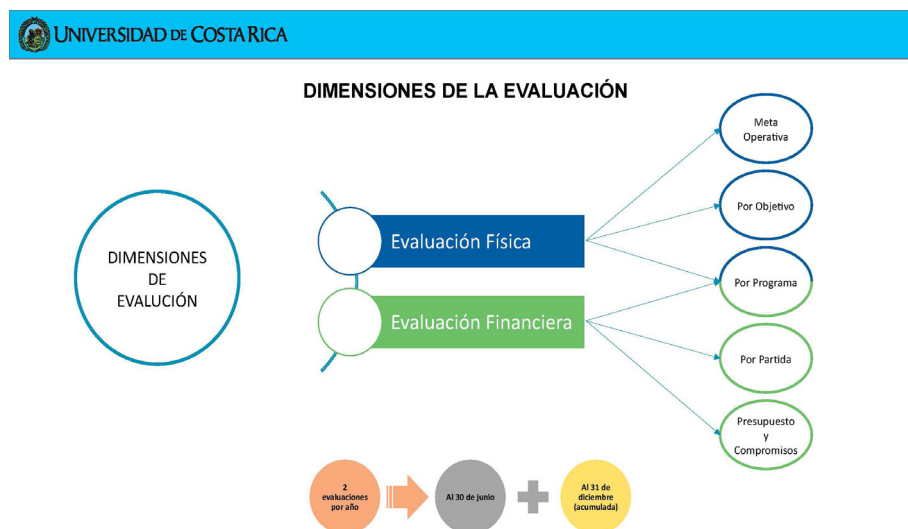 UNIVERSIDAD DE COSTA RICA
DIMENSIONES DE LA EVALUACIÓN
DIMENSIONES
DE
EVALUCIÓN
Evaluación Física
Evaluación Financiera
Meta
Operativa
Por Objetivo
Por Programa
Por Partida
Presupuesto
y
Compromisos
2
evaluaciones
por año
Al 30 de junio
Al 31 de
diciembre
(acumulada)